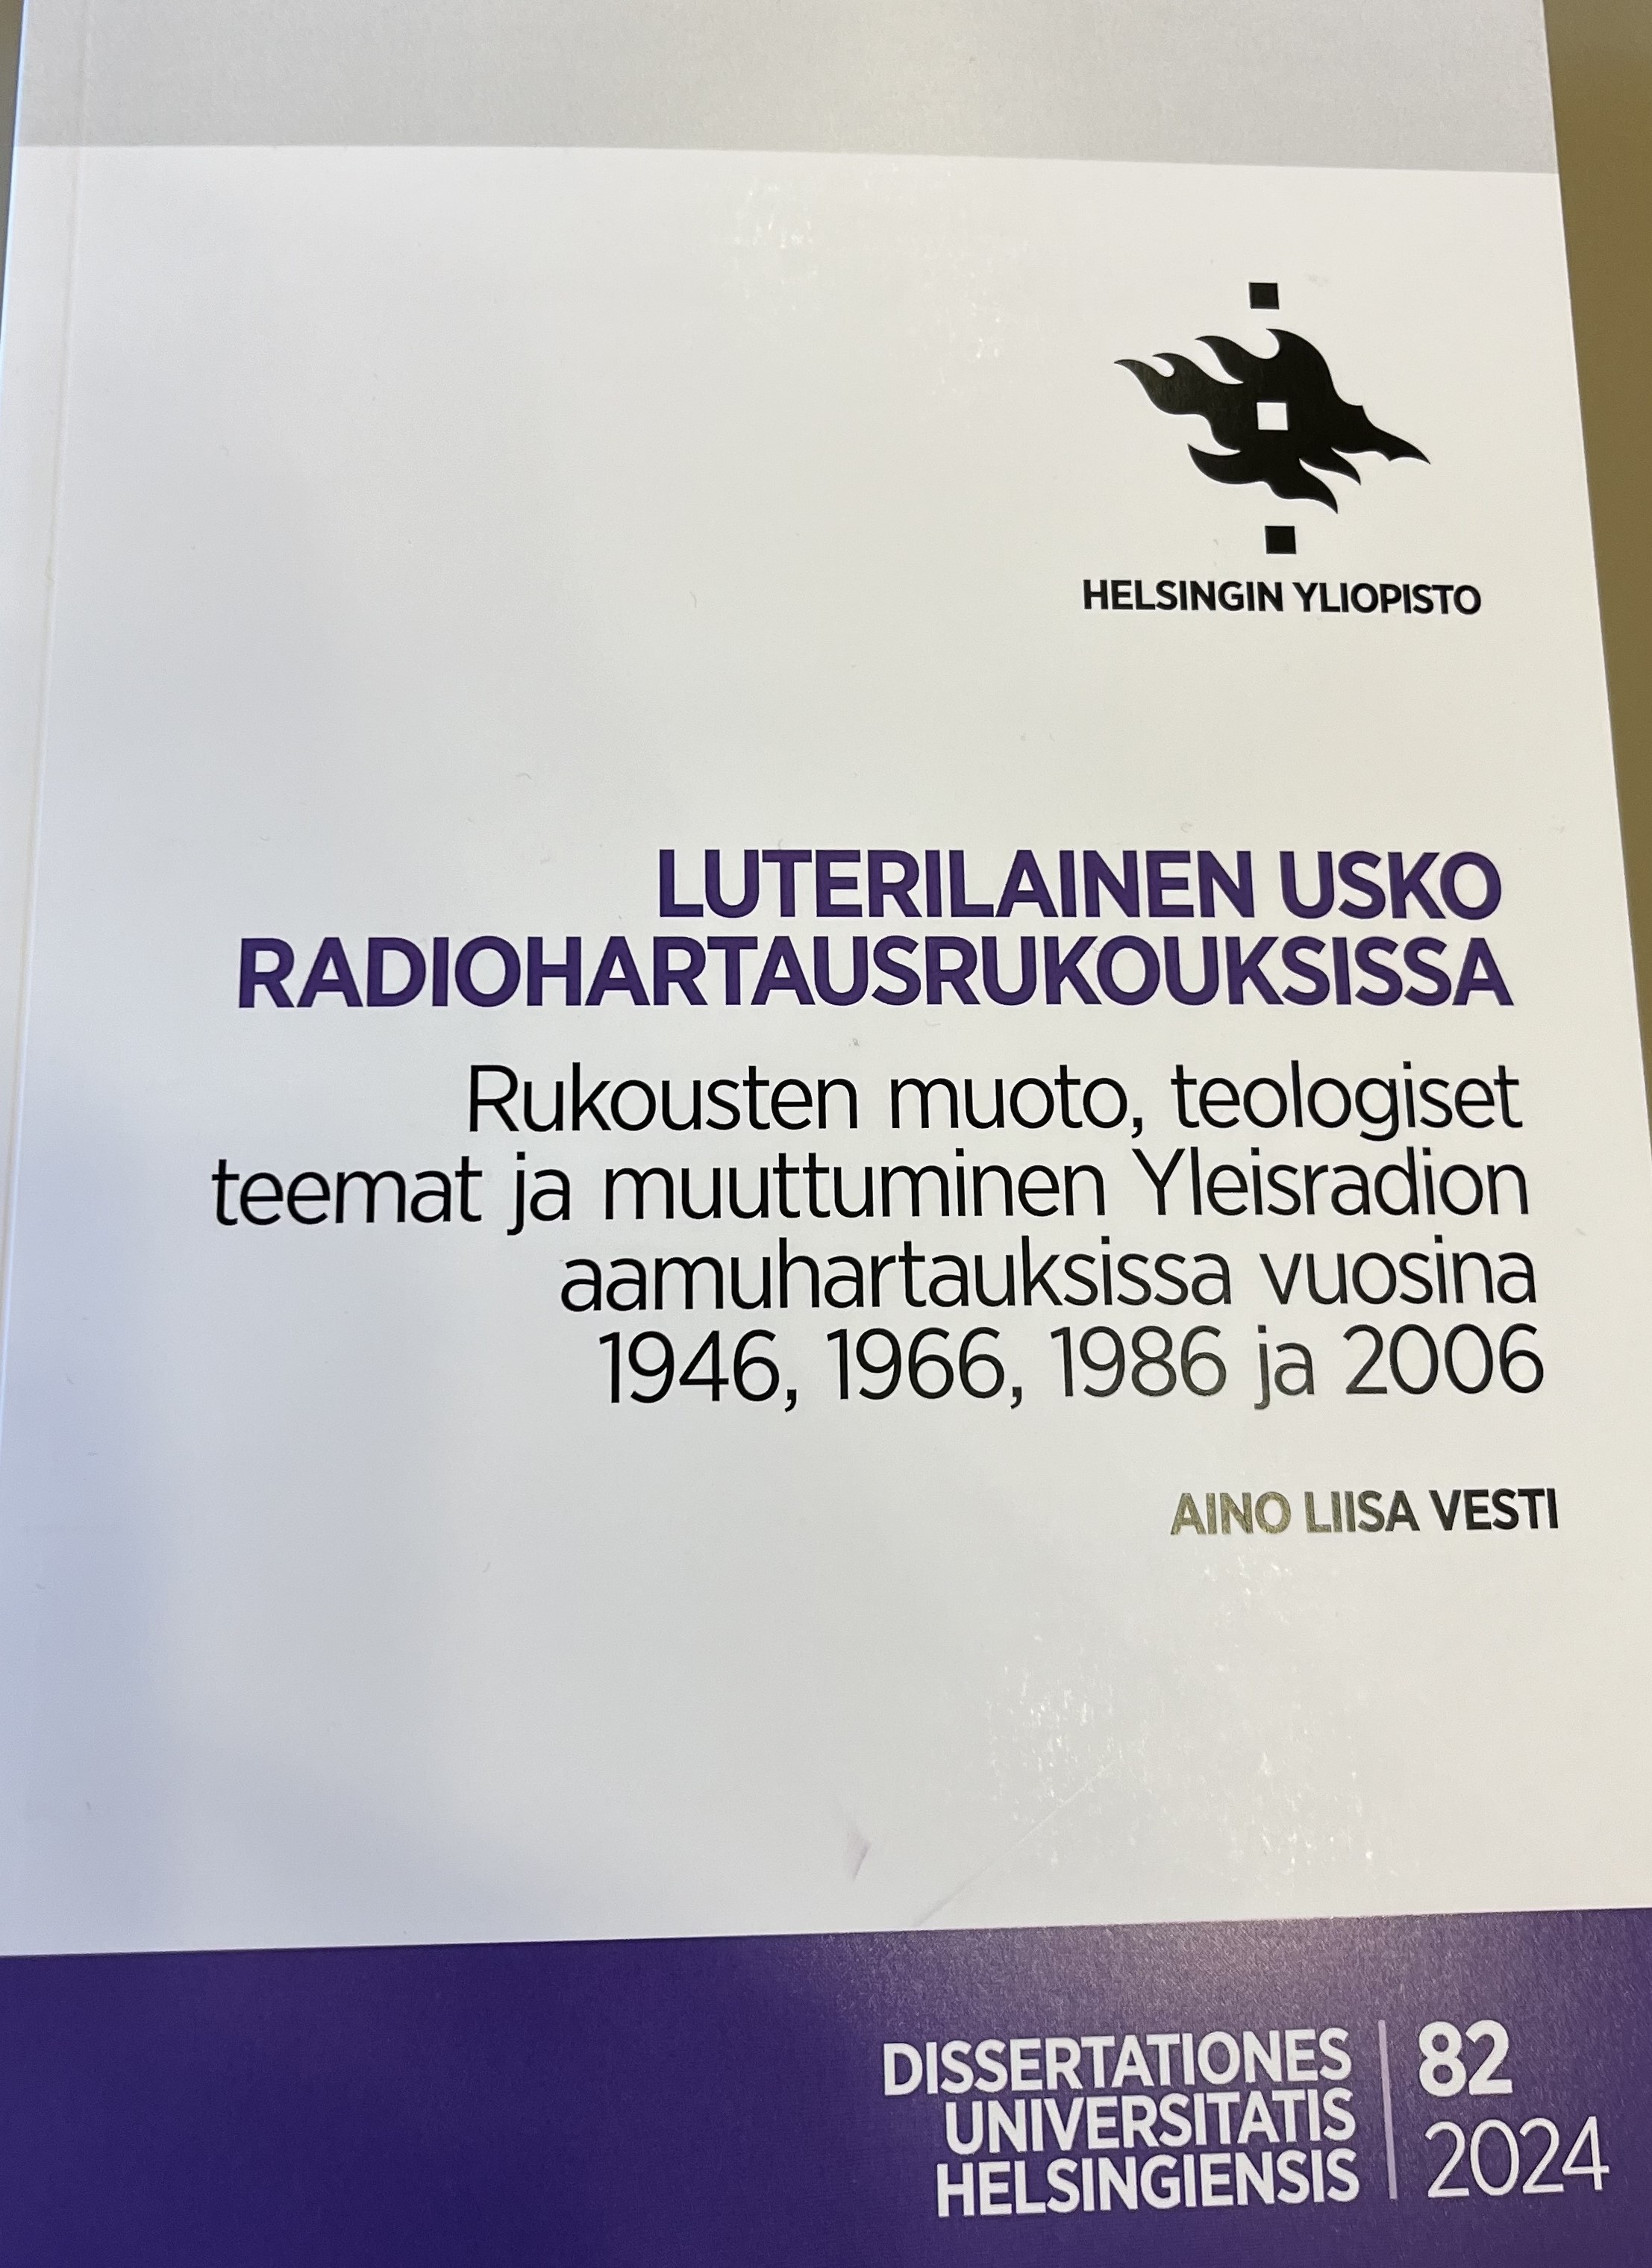 HELSINGIN YLIOPISTO
LUTERILAINEN USKO
RADIOHARTAUSRUKOUKSISSA
Rukousten muoto, teologiset
teemat ja muuttuminen Yleisradion
aamuhartauksissa vuosina
1946, 1966, 1986 ja 2006
AINO LIISA VESTI
DISSERTATIONES
UNIVERSITATIS
HELSINGIENSIS
82
2024